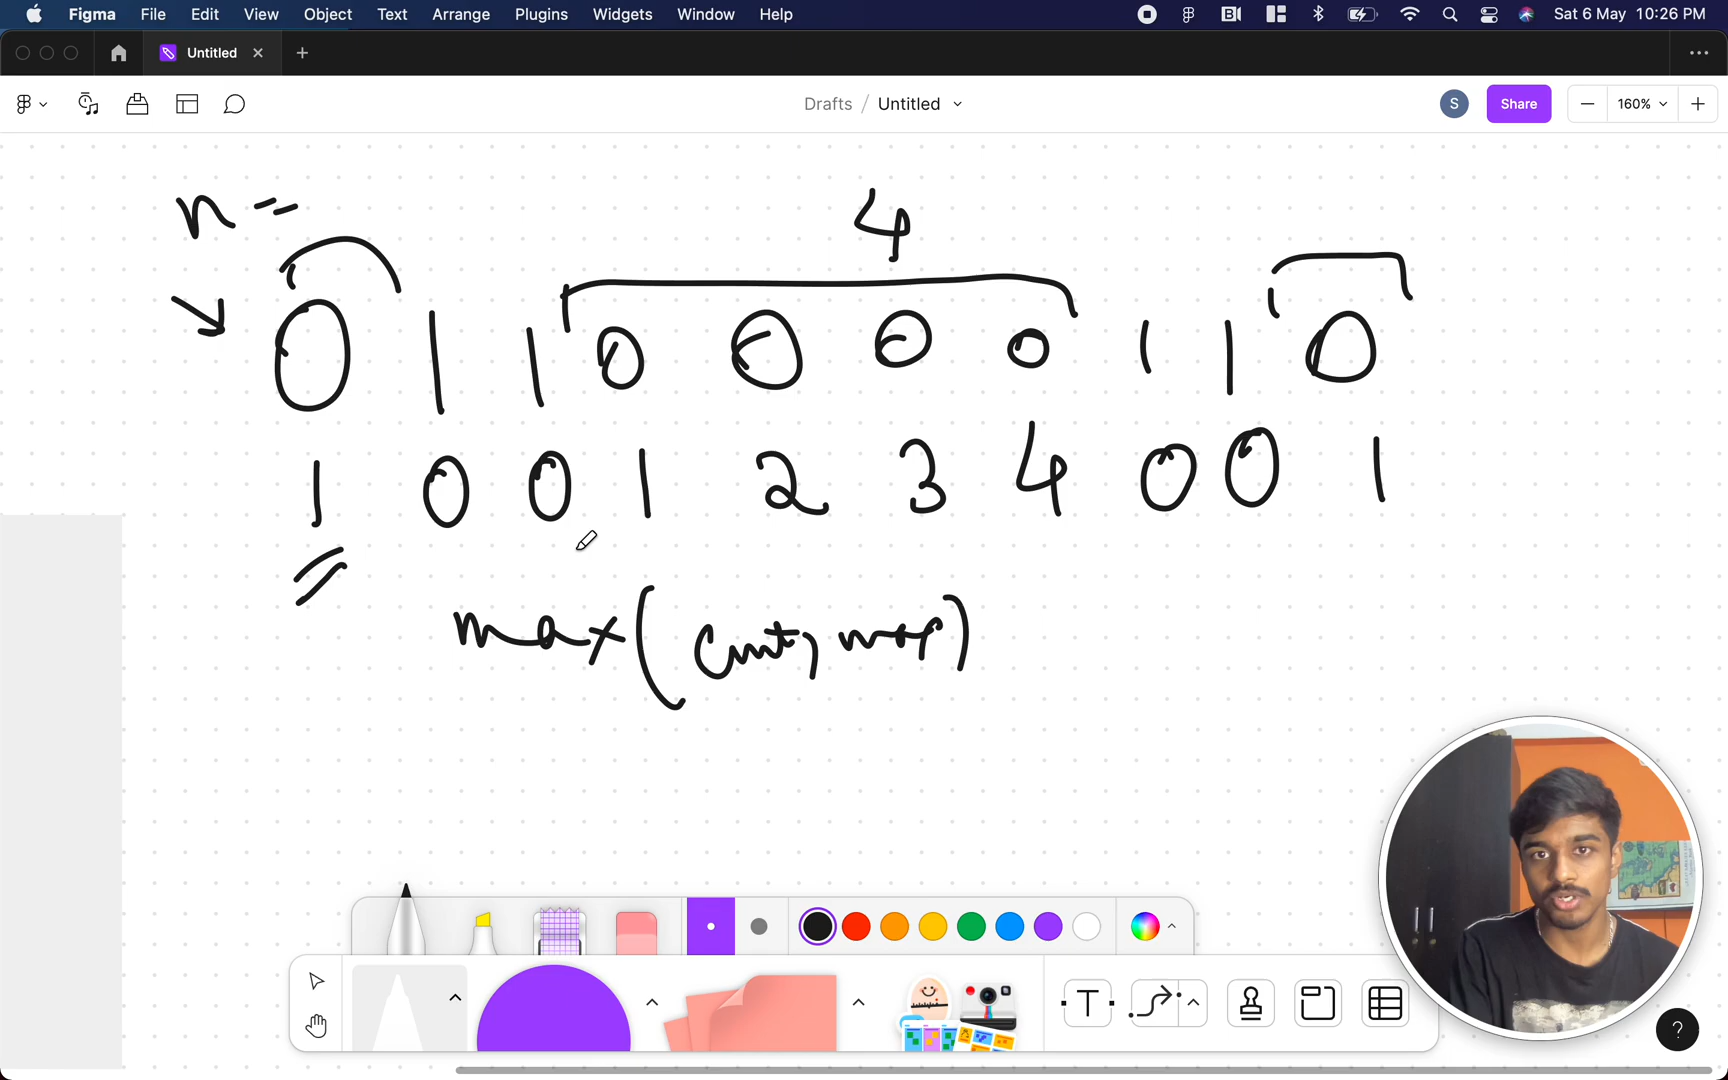 Figma File Edit View Object Text Arrange Plugins Widgets Window Help Sat 6 May 10:26 PM
Untitled
Drafts / Untitled S Share 160%
n =
4
0 1 1 0 0 0 0 1 1 0
1 0 0 1 2 3 4 0 0 1
max(cnt,
T
?